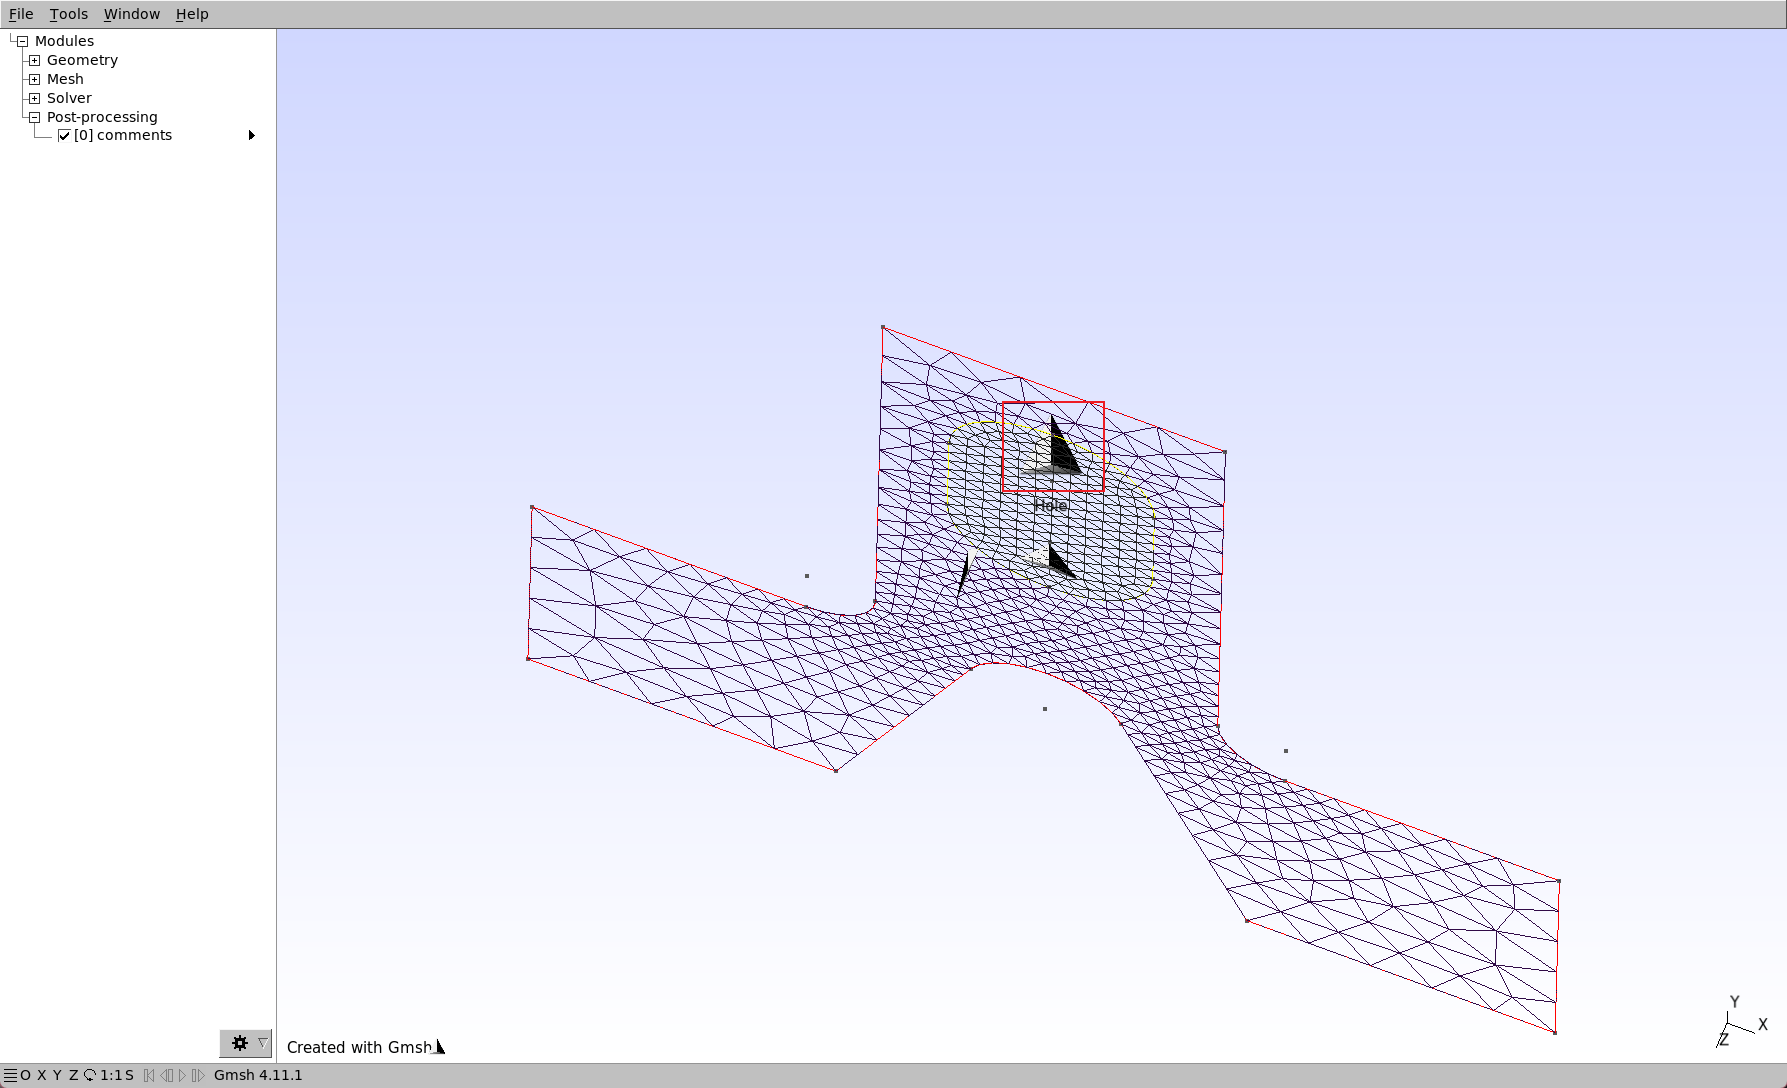 File Tools Window Help
Modules
Geometry
Mesh
Solver
Post-processing
[0] comments
Hole
Created with Gmsh
Y
X
Z
O X Y Z 1:1 S Gmsh 4.11.1